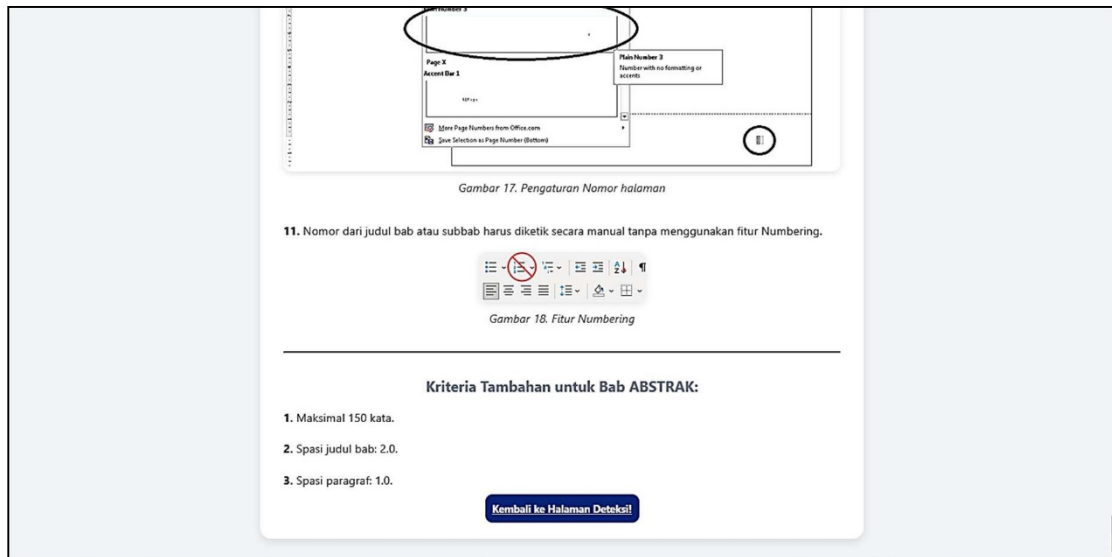 Plain Number 3
Number with no formatting or
accents
Page X
Accent Bar 1
More Page Numbers from Office.com
Save Selection as Page Number (Bottom)
Gambar 17. Pengaturan Nomor halaman
11. Nomor dari judul bab atau subbab harus diketik secara manual tanpa menggunakan fitur Numbering.
Gambar 18. Fitur Numbering
Kriteria Tambahan untuk Bab ABSTRAK:
1. Maksimal 150 kata.
2. Spasi judul bab: 2.0.
3. Spasi paragraf: 1.0.
Kembali ke Halaman Deteksi!